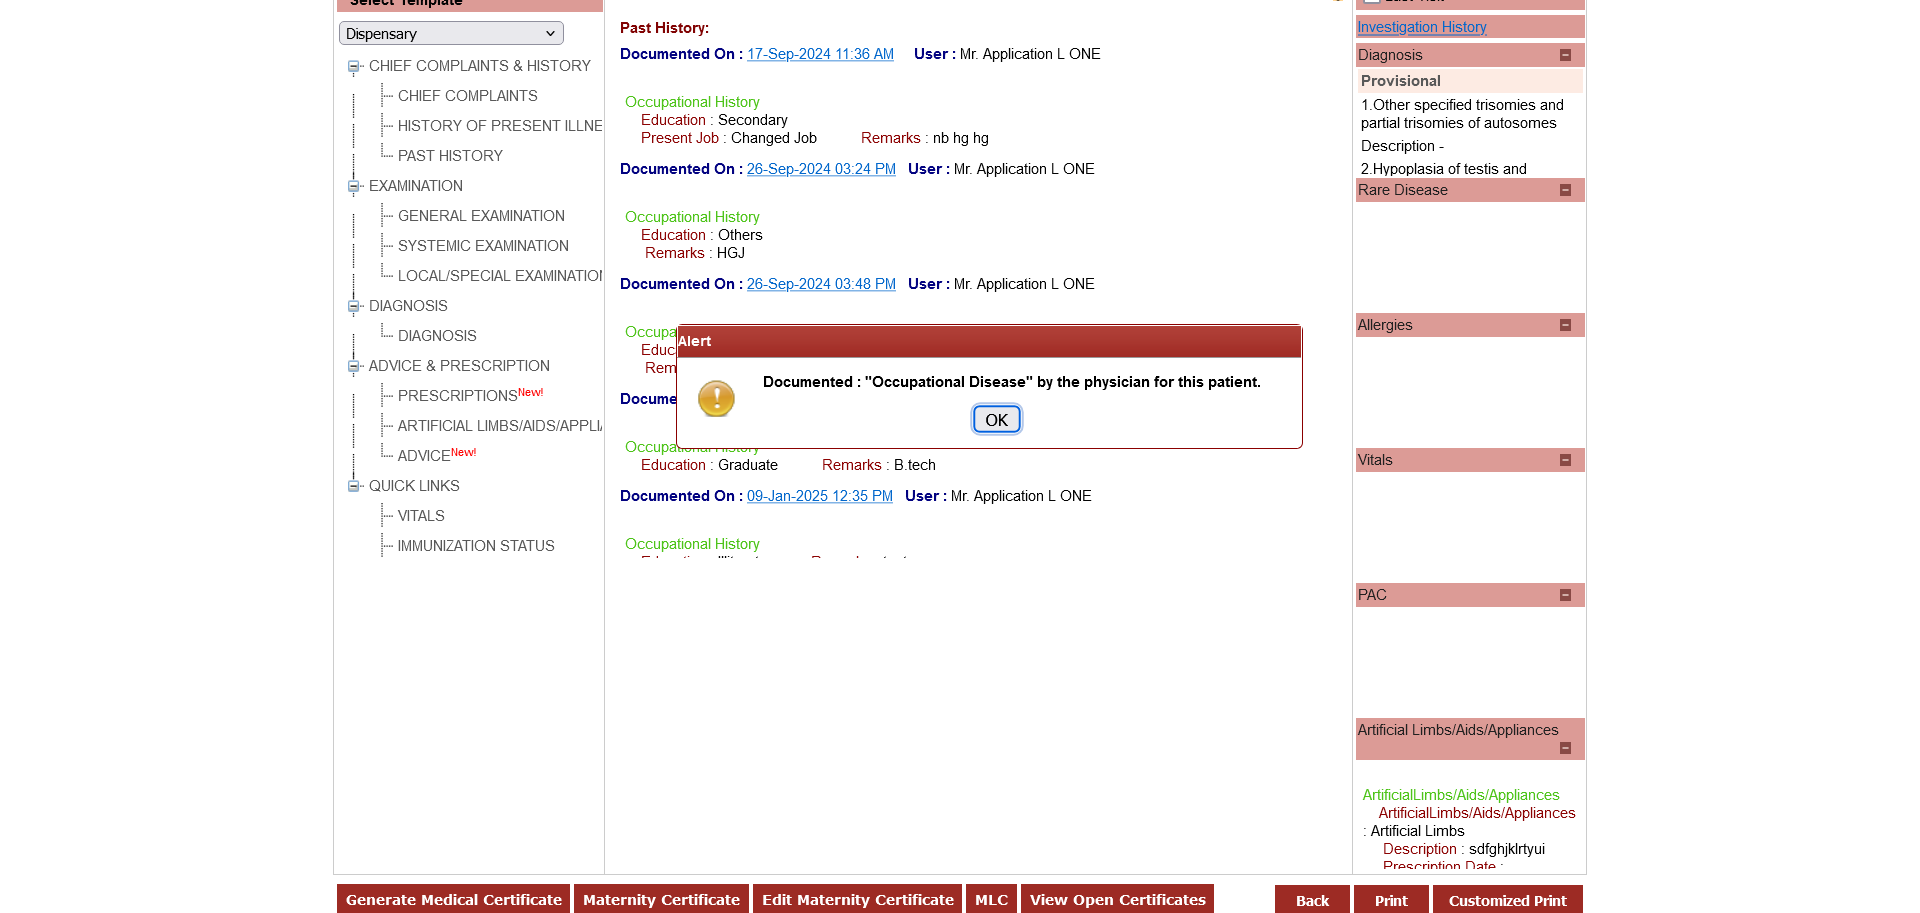 Select Template
Dispensary
CHIEF COMPLAINTS & HISTORY
CHIEF COMPLAINTS
HISTORY OF PRESENT ILLNE
PAST HISTORY
EXAMINATION
GENERAL EXAMINATION
SYSTEMIC EXAMINATION
LOCAL/SPECIAL EXAMINATION
DIAGNOSIS
DIAGNOSIS
ADVICE & PRESCRIPTION
PRESCRIPTIONS New!
ARTIFICIAL LIMBS/AIDS/APPLIA
ADVICE New!
QUICK LINKS
VITALS
IMMUNIZATION STATUS
Past History:
Documented On : 17-Sep-2024 11:36 AM User : Mr. Application L ONE
Occupational History
Education : Secondary
Present Job : Changed Job Remarks : nb hg hg
Documented On : 26-Sep-2024 03:24 PM User : Mr. Application L ONE
Occupational History
Education : Others
Remarks : HGJ
Documented On : 26-Sep-2024 03:48 PM User : Mr. Application L ONE
Occupa
Educ
Rem
Docume
Alert
Documented : "Occupational Disease" by the physician for this patient.
OK
Occupational History
Education : Graduate Remarks : B.tech
Documented On : 09-Jan-2025 12:35 PM User : Mr. Application L ONE
Occupational History
Last Visit
Investigation History
Diagnosis
Provisional
1.Other specified trisomies and
partial trisomies of autosomes
Description -
2.Hypoplasia of testis and
Rare Disease
Allergies
Vitals
PAC
Artificial Limbs/Aids/Appliances
ArtificialLimbs/Aids/Appliances
ArtificialLimbs/Aids/Appliances
: Artificial Limbs
Description : sdfghjklrtyui
Prescription Date :
Generate Medical Certificate Maternity Certificate Edit Maternity Certificate MLC View Open Certificates Back Print Customized Print